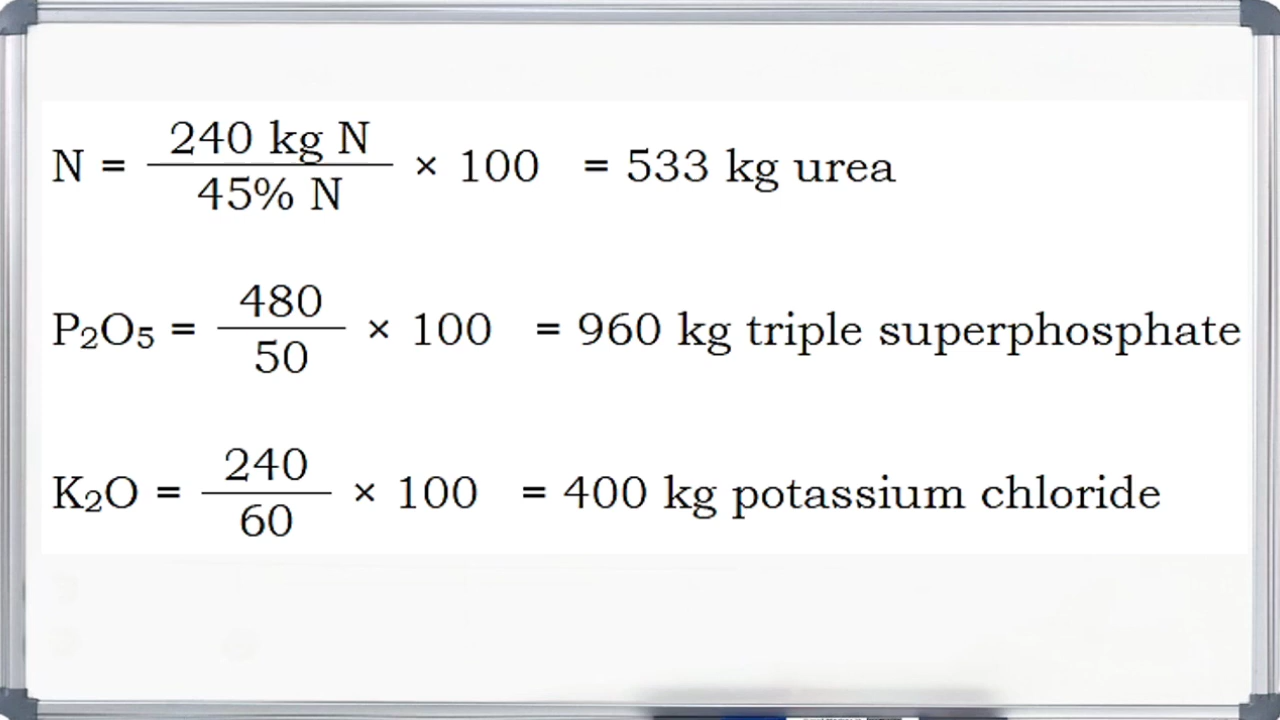 N = 240 kg N / 45% N × 100 = 533 kg urea
P₂O₅ = 480 / 50 × 100 = 960 kg triple superphosphate
K₂O = 240 / 60 × 100 = 400 kg potassium chloride